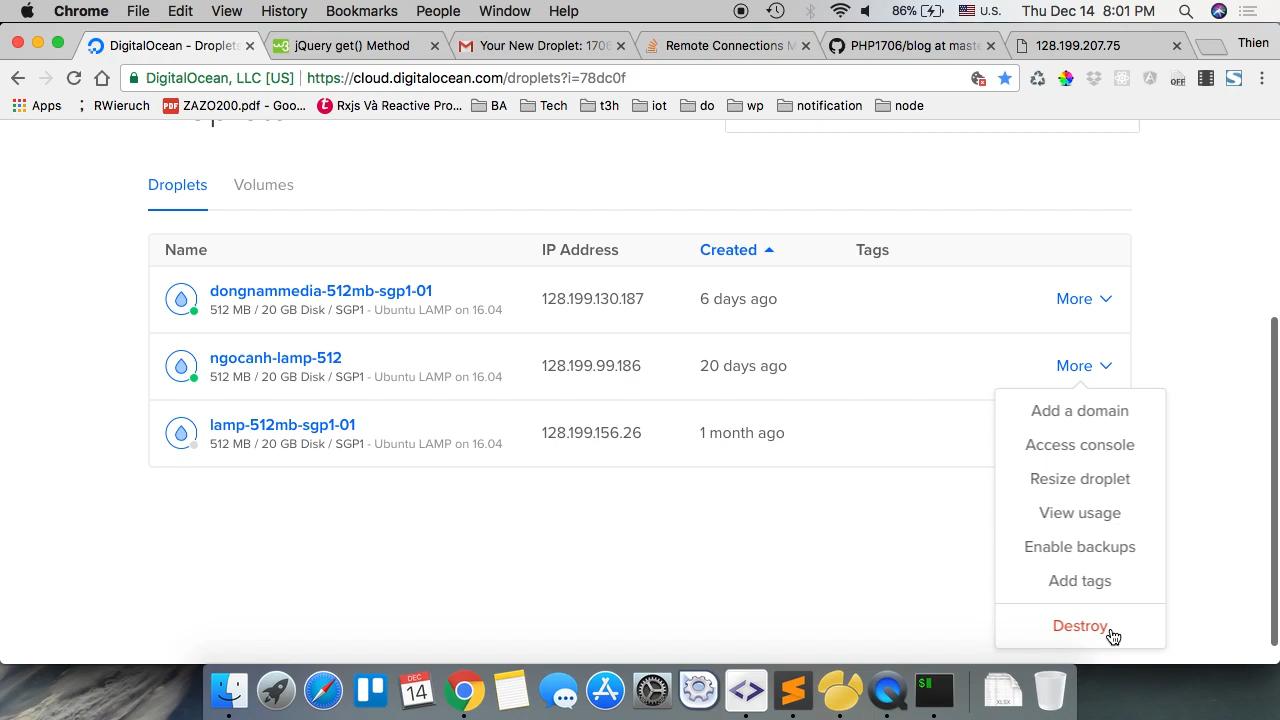 Chrome File Edit View History Bookmarks People Window Help 86% U.S. Thu Dec 14 8:01 PM
DigitalOcean - Droplets jQuery get() Method Your New Droplet: 1706 Remote Connections M PHP1706/blog at maste 128.199.207.75 Thien
DigitalOcean, LLC [US] https://cloud.digitalocean.com/droplets?i=78dc0f OFF
Apps RWieruch PDF ZAZO200.pdf - Goo... Rxjs Và Reactive Pro... BA Tech t3h iot do wp notification node
Droplets Volumes
Name IP Address Created Tags
dongnammedia-512mb-sgp1-01
512 MB / 20 GB Disk / SGP1 - Ubuntu LAMP on 16.04
128.199.130.187 6 days ago More
ngocanh-lamp-512
512 MB / 20 GB Disk / SGP1 - Ubuntu LAMP on 16.04
128.199.99.186 20 days ago More
lamp-512mb-sgp1-01
512 MB / 20 GB Disk / SGP1 - Ubuntu LAMP on 16.04
128.199.156.26 1 month ago
Add a domain
Access console
Resize droplet
View usage
Enable backups
Add tags
Destroy
DEC
14
$
XLSX